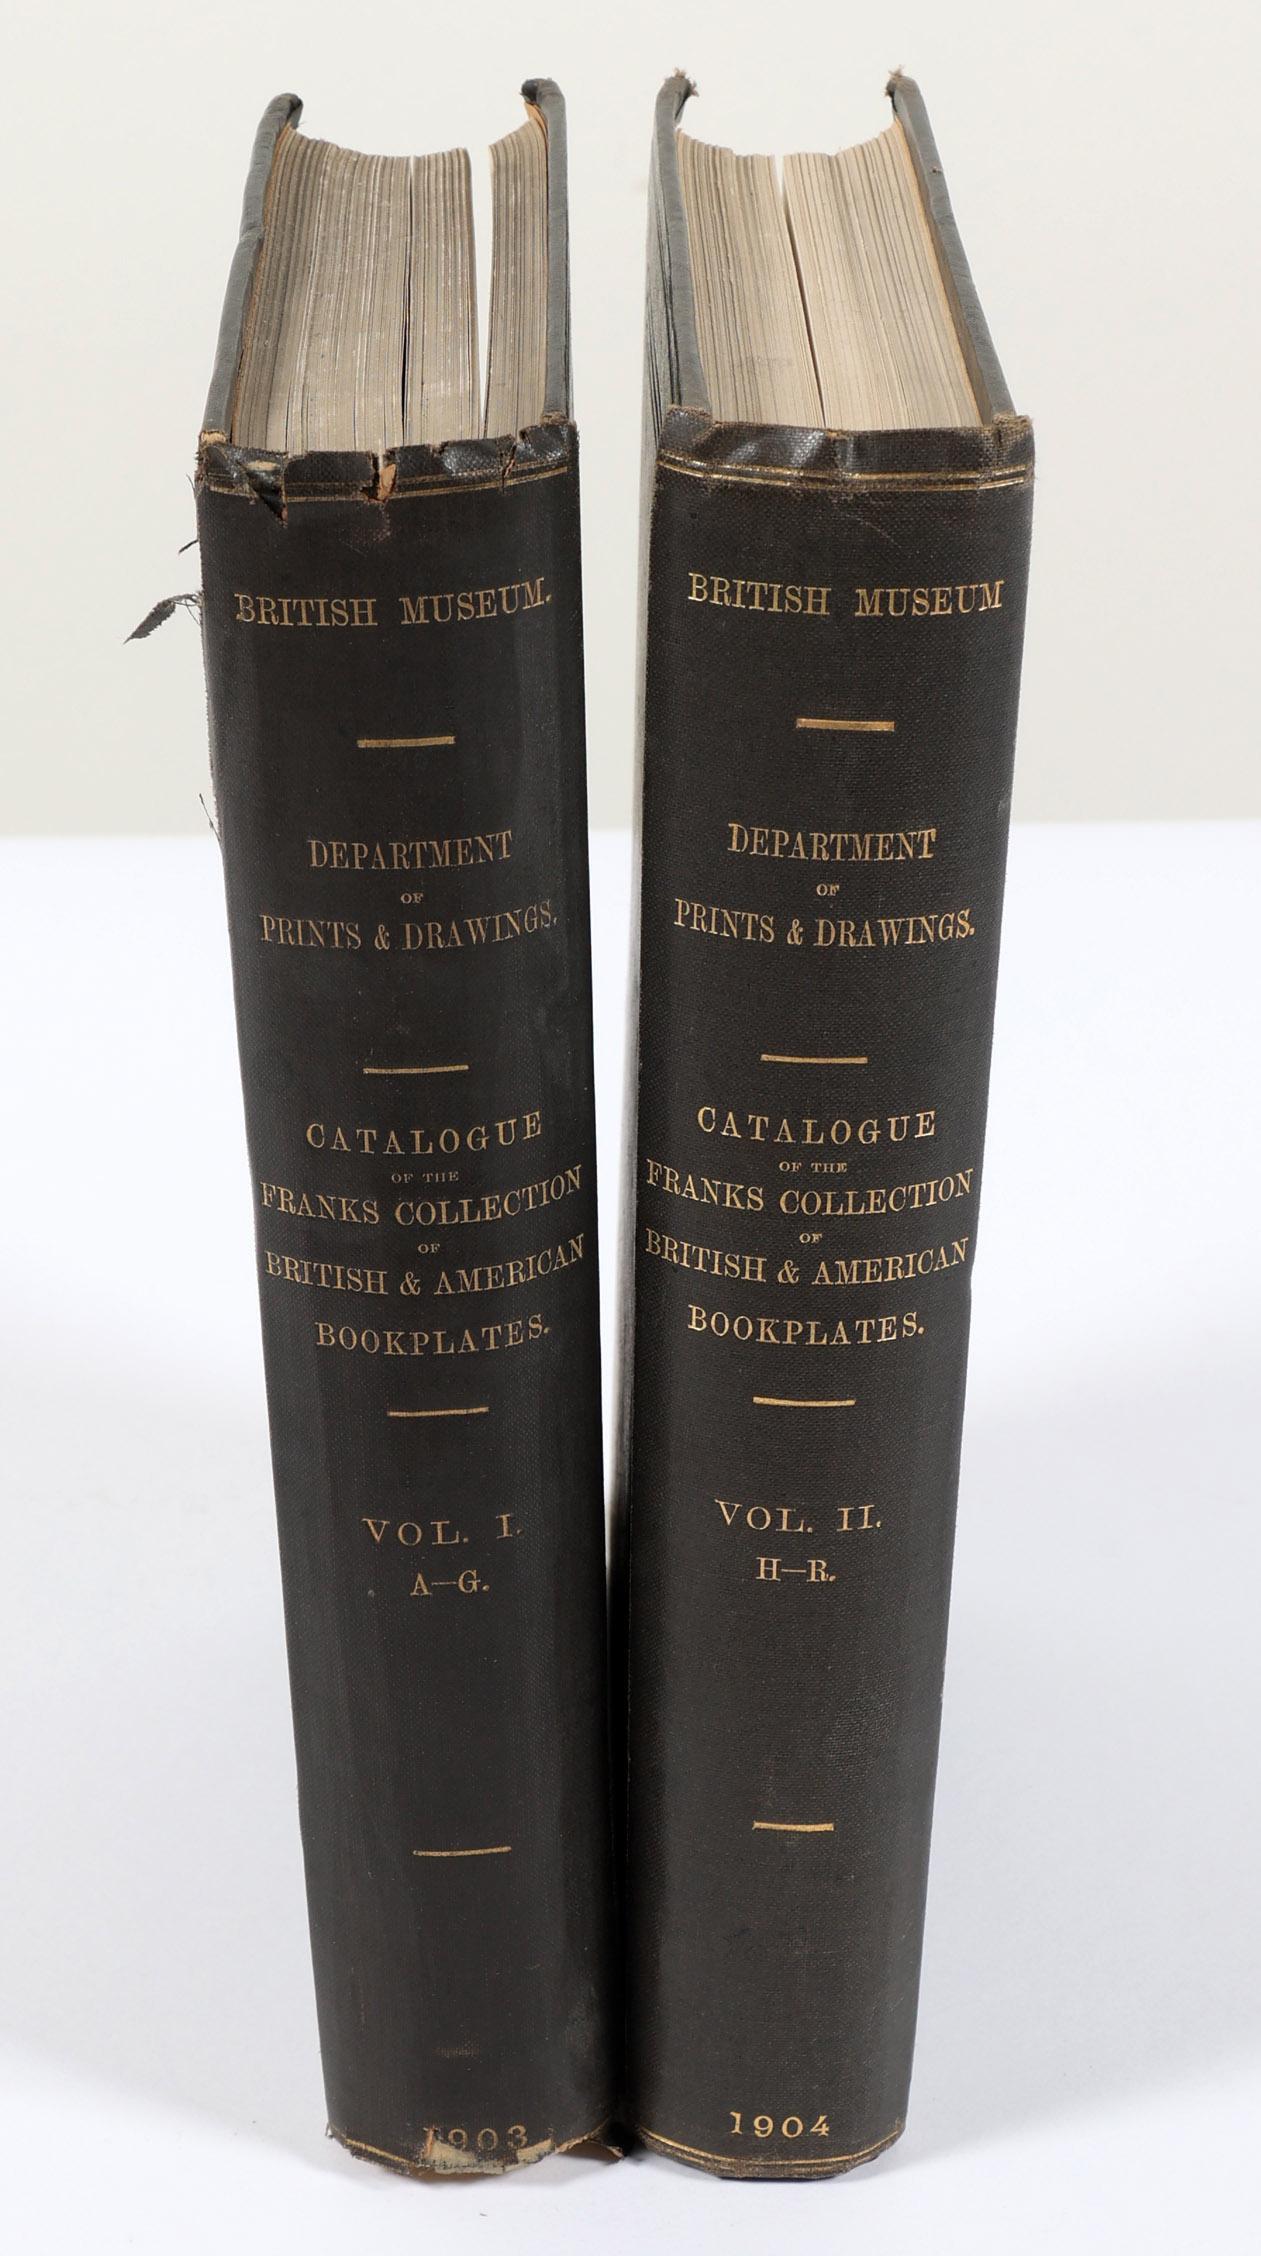 BRITISH MUSEUM.
DEPARTMENT
OF
PRINTS & DRAWINGS.
CATALOGUE
OF THE
FRANKS COLLECTION
OF
BRITISH & AMERICAN
BOOKPLATES.
VOL. I.
A—G.
1903
BRITISH MUSEUM
DEPARTMENT
OF
PRINTS & DRAWINGS.
CATALOGUE
OF THE
FRANKS COLLECTION
OF
BRITISH & AMERICAN
BOOKPLATES.
VOL. II.
H—R.
1904